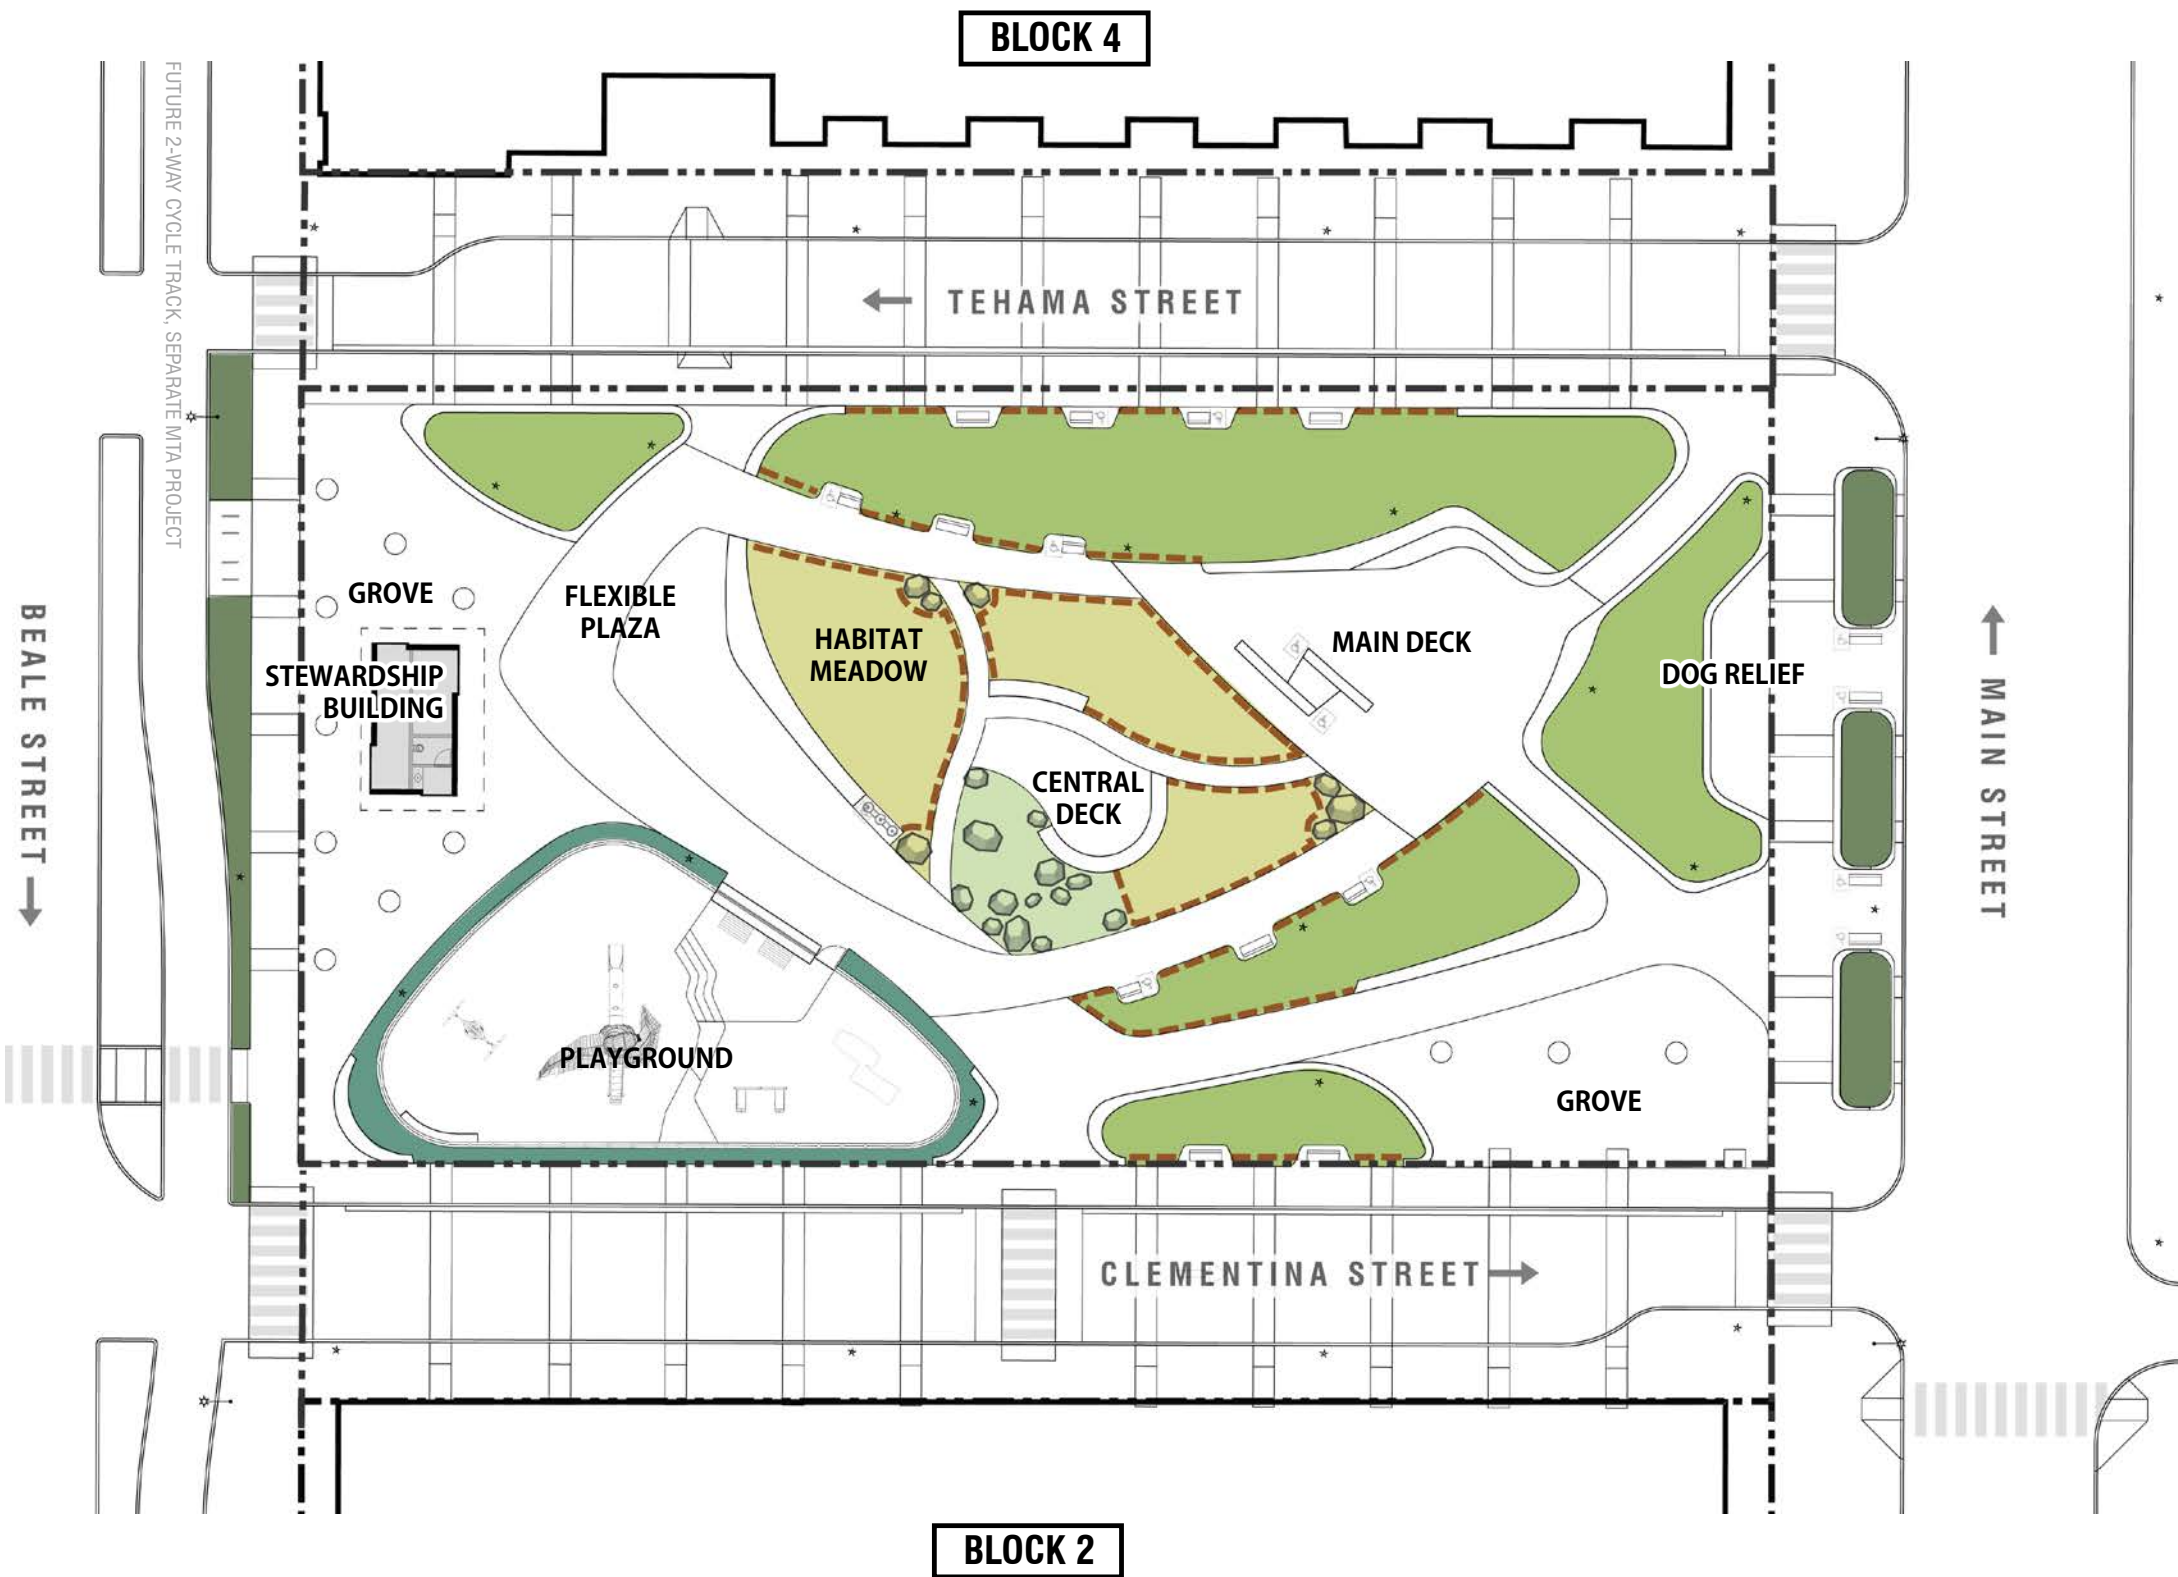 BLOCK 4
FUTURE 2-WAY CYCLE TRACK, SEPARATE MTA PROJECT
TEHAMA STREET
GROVE
FLEXIBLE
PLAZA
HABITAT
MEADOW
MAIN DECK
DOG RELIEF
STEWARDSHIP
BUILDING
BEALE STREET
MAIN STREET
CENTRAL
DECK
PLAYGROUND
GROVE
CLEMENTINA STREET
BLOCK 2